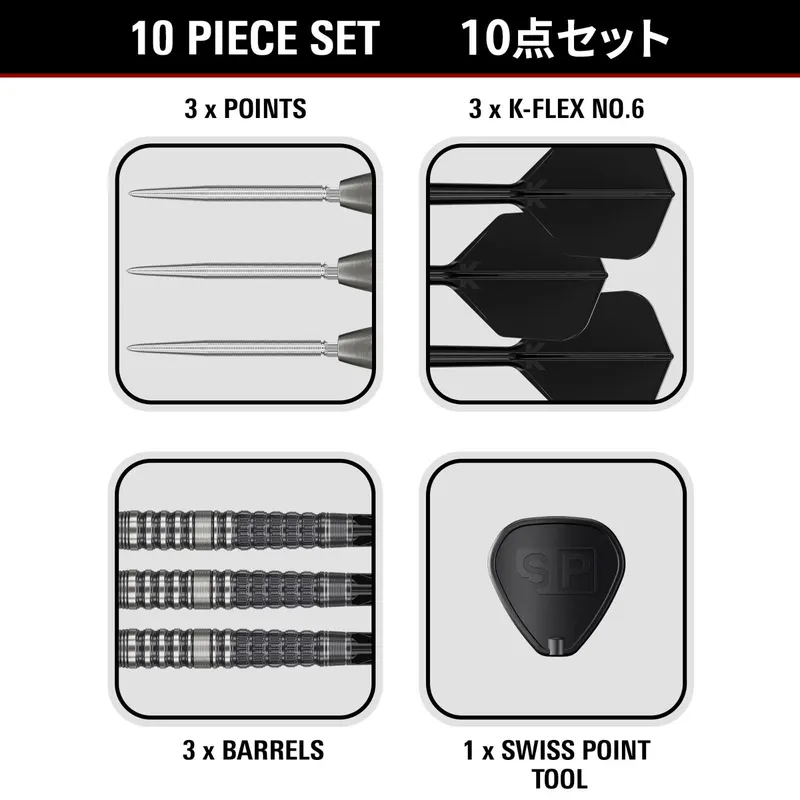 10 PIECE SET 10点セット
3 x POINTS
3 x K-FLEX NO.6
K
K
K
3 x BARRELS
SP
1 x SWISS POINT
TOOL